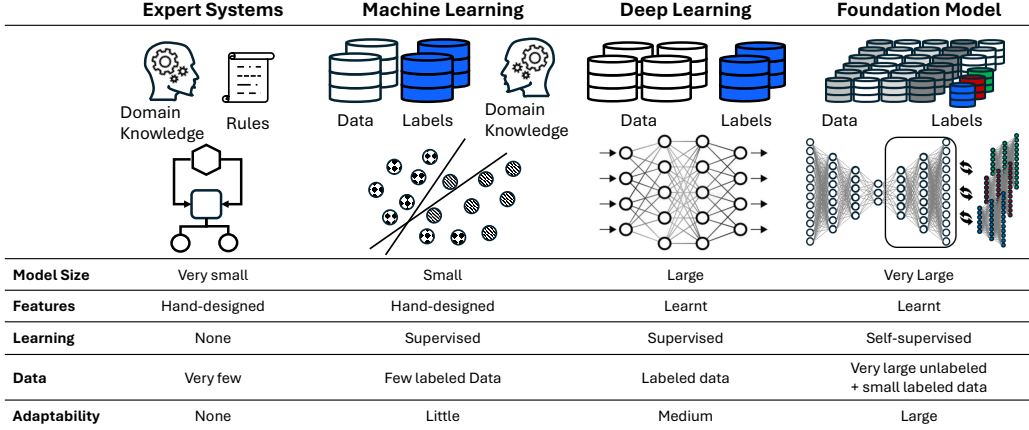 Expert Systems Machine Learning Deep Learning Foundation Model
Domain Knowledge
Rules
Data
Labels
Domain Knowledge
Data
Labels
Data
Labels
Model Size Very small Small Large Very Large
Features Hand-designed Hand-designed Learnt Learnt
Learning None Supervised Supervised Self-supervised
Data Very few Few labeled Data Labeled data Very large unlabeled
+ small labeled data
Adaptability None Little Medium Large